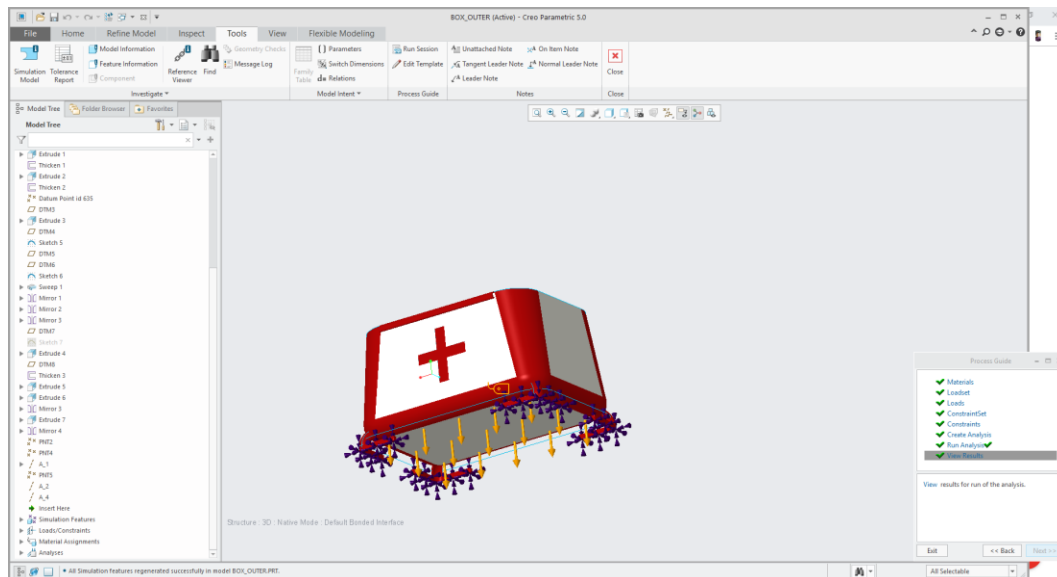 BOX_OUTER (Active) - Creo Parametric 5.0
File Home Refine Model Inspect Analysis Tools View Flexible Modeling
Simulation Model
Tolerance Report
Model Information
Feature Information
Component
Reference Viewer
Find
Geometry Checks
Message Log
Family Table
Parameters
Switch Dimensions
Relations
Run Session
Edit Template
Unattached Note
Tangent Leader Note
Leader Note
On Item Note
Normal Leader Note
Close
Investigate
Model Intent
Process Guide
Notes
Close
Model Tree Folder Browser Favorites
Model Tree
Extrude 1
Thicken 1
Extrude 2
Thicken 2
Datum Point id 635
DTM3
Extrude 3
DTM4
Sketch 5
DTM5
DTM6
Sketch 6
Sweep 1
Mirror 1
Mirror 2
Mirror 3
DTM7
Sketch 7
Extrude 4
DTM8
Thicken 3
Extrude 5
Extrude 6
Mirror 3
Extrude 7
Mirror 4
PNT2
PNT4
A_1
PNT5
A_2
A_4
Insert Here
Simulation Features
Loads/Constraints
Material Assignments
Analyses
Structure : 3D : Native Mode : Default Bonded Interface
Process Guide
Materials
Loadset
Loads
ConstraintSet
Constraints
Create Analysis
Run Analysis
View Results
View results for run of the analysis.
Exit << Back Next >>
All Simulation features regenerated successfully in model BOX_OUTER.PRT.
All Selectable